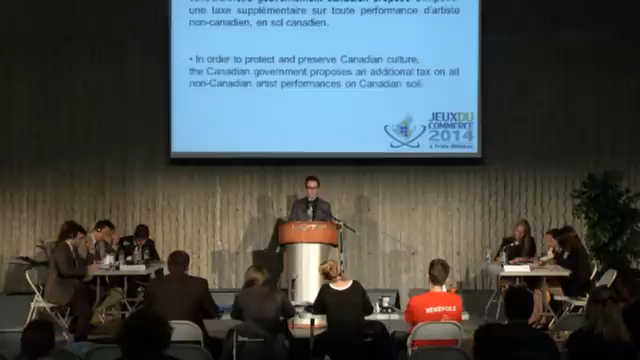 une taxe supplémentaire sur toute performance d'artiste
non-canadien, en sol canadien.
• In order to protect and preserve Canadian culture,
the Canadian government proposes an additional tax on all
non-Canadian artist performances on Canadian soil.
JEUXDU
COMMERCE
2014
BÉNÉVOLE